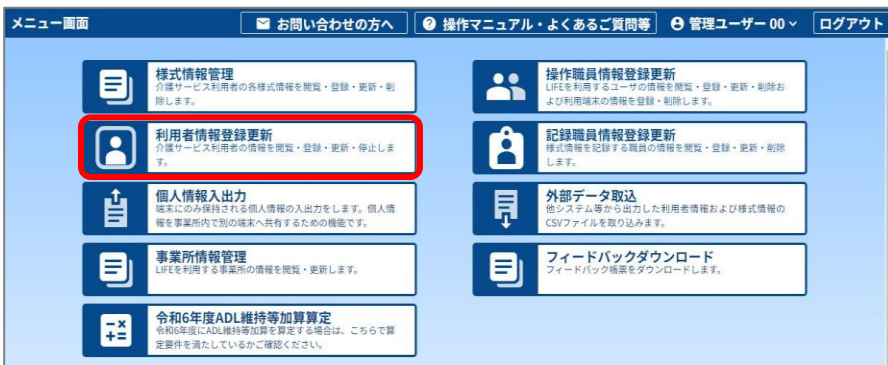 メニュー画面
お問い合わせの方へ
操作マニュアル・よくあるご質問等
管理ユーザー 00
ログアウト
様式情報管理
介護サービス利用者の各様式情報を閲覧・登録・更新・削
除します。
利用者情報登録更新
介護サービス利用者の情報を閲覧・登録・更新・停止しま
す。
個人情報入出力
端末にのみ保持される個人情報の入出力をします。個人情
報を事業所内で別の端末へ共有するための機能です。
事業所情報管理
LIFEを利用する事業所の情報を閲覧・更新します。
令和6年度ADL維持等加算算定
令和6年度にADL維持等加算を算定する場合は、こちらで算
定要件を満たしているかご確認ください。
操作職員情報登録更新
LIFEを利用するユーザの情報を閲覧・登録・更新・削除お
よび利用端末の情報を登録・削除します。
記録職員情報登録更新
様式情報を記録する職員の情報を閲覧・登録・更新・削除
します。
外部データ取込
他システム等から出力した利用者情報および様式情報の
CSVファイルを取り込みます。
フィードバックダウンロード
フィードバック帳票をダウンロードします。